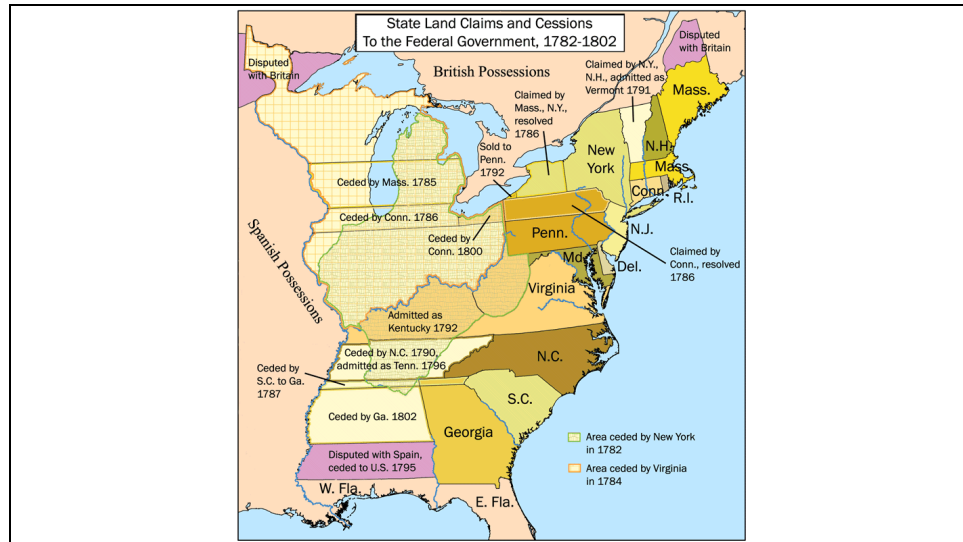 State Land Claims and Cessions
To the Federal Government, 1782-1802
Disputed
with Britain
Disputed
with Britain
British Possessions
Claimed by N.Y.,
N.H., admitted as
Vermont 1791
Claimed by
Mass., N.Y.,
resolved
1786
Mass.
Sold to
Penn.
1792
New
York
N.H.
Mass.
Ceded by Mass. 1785
Conn.
R.I.
Ceded by Conn. 1786
Spanish Possessions
Ceded by
Conn. 1800
Penn.
N.J.
Claimed by
Conn., resolved
1786
Md.
Del.
Virginia
Admitted as
Kentucky 1792
Ceded by N.C. 1790,
admitted as Tenn. 1796
N.C.
Ceded by
S.C. to Ga.
1787
S.C.
Ceded by Ga. 1802
Georgia
Area ceded by New York
in 1782
Disputed with Spain,
ceded to U.S. 1795
Area ceded by Virginia
in 1784
W. Fla.
E. Fla.